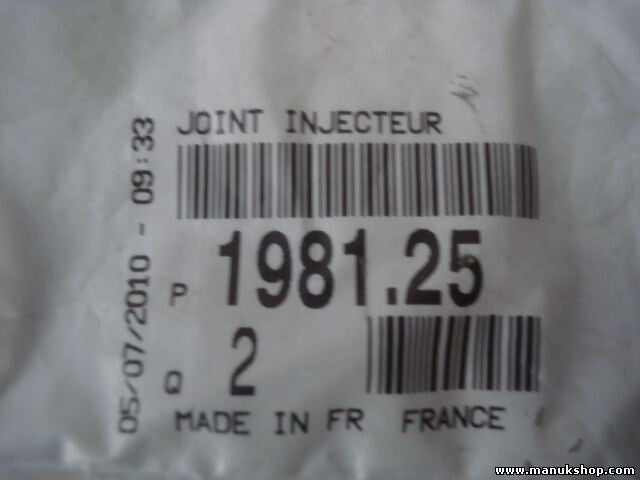 JOINT INJECTEUR
P 1981.25
Q 2
MADE IN FR FRANCE
05/07/2010 - 09:33
www.manukshop.com